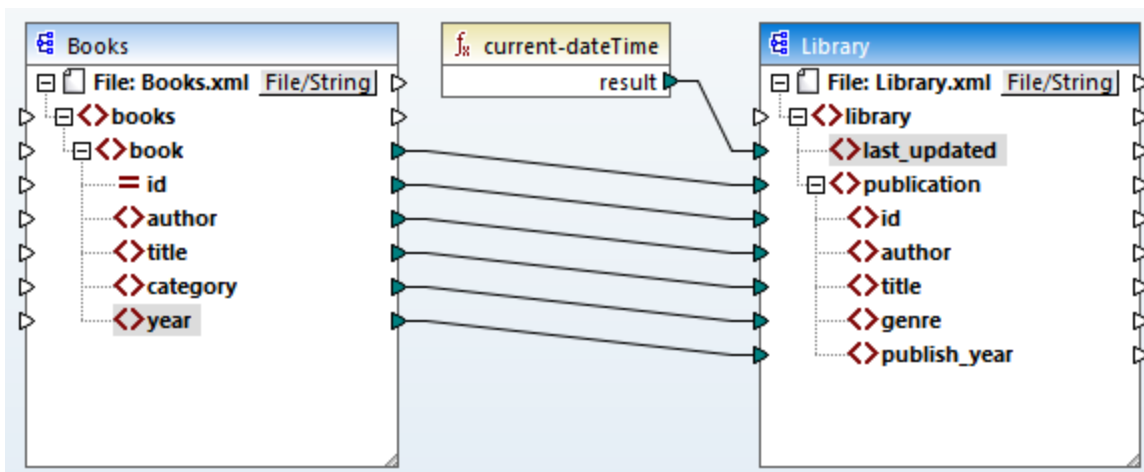 Books
File: Books.xml File/String
books
book
id
author
title
category
year
fx current-dateTime
result
Library
File: Library.xml File/String
library
last_updated
publication
id
author
title
genre
publish_year